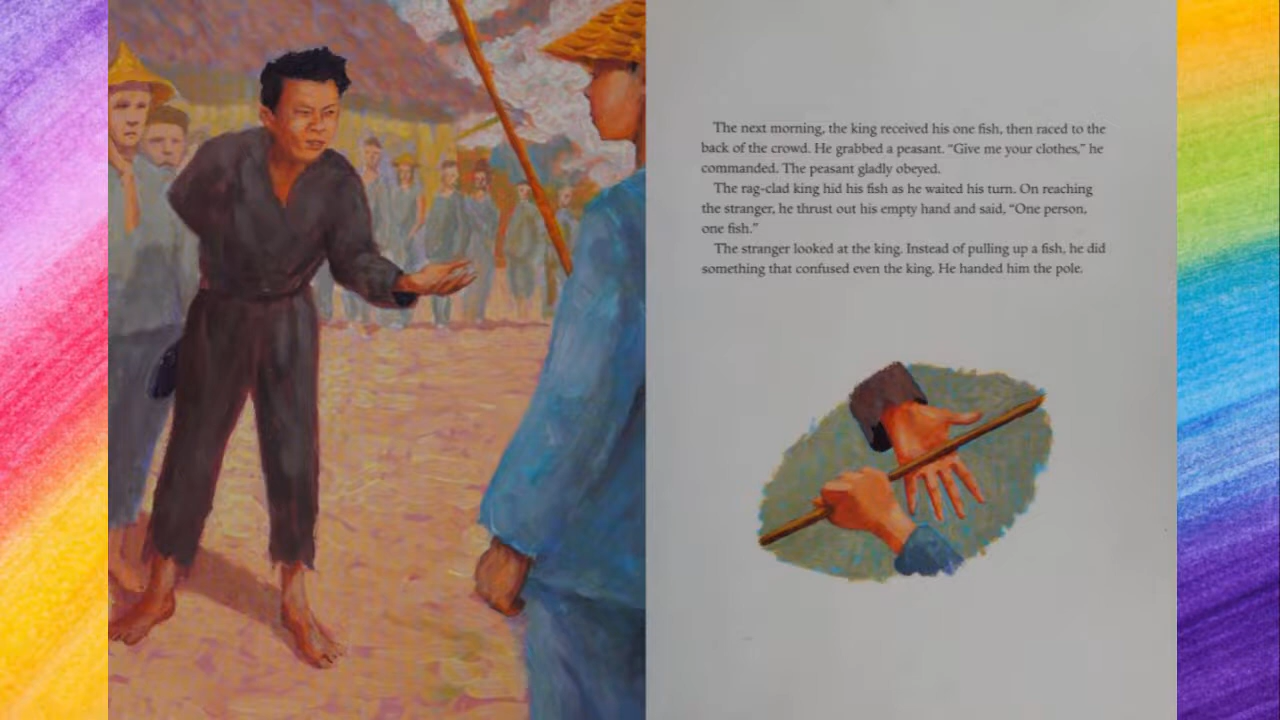 The next morning, the king received his one fish, then raced to the
back of the crowd. He grabbed a peasant. “Give me your clothes,” he
commanded. The peasant gladly obeyed.
The rag-clad king hid his fish as he waited his turn. On reaching
the stranger, he thrust out his empty hand and said, “One person,
one fish.”
The stranger looked at the king. Instead of pulling up a fish, he did
something that confused even the king. He handed him the pole.